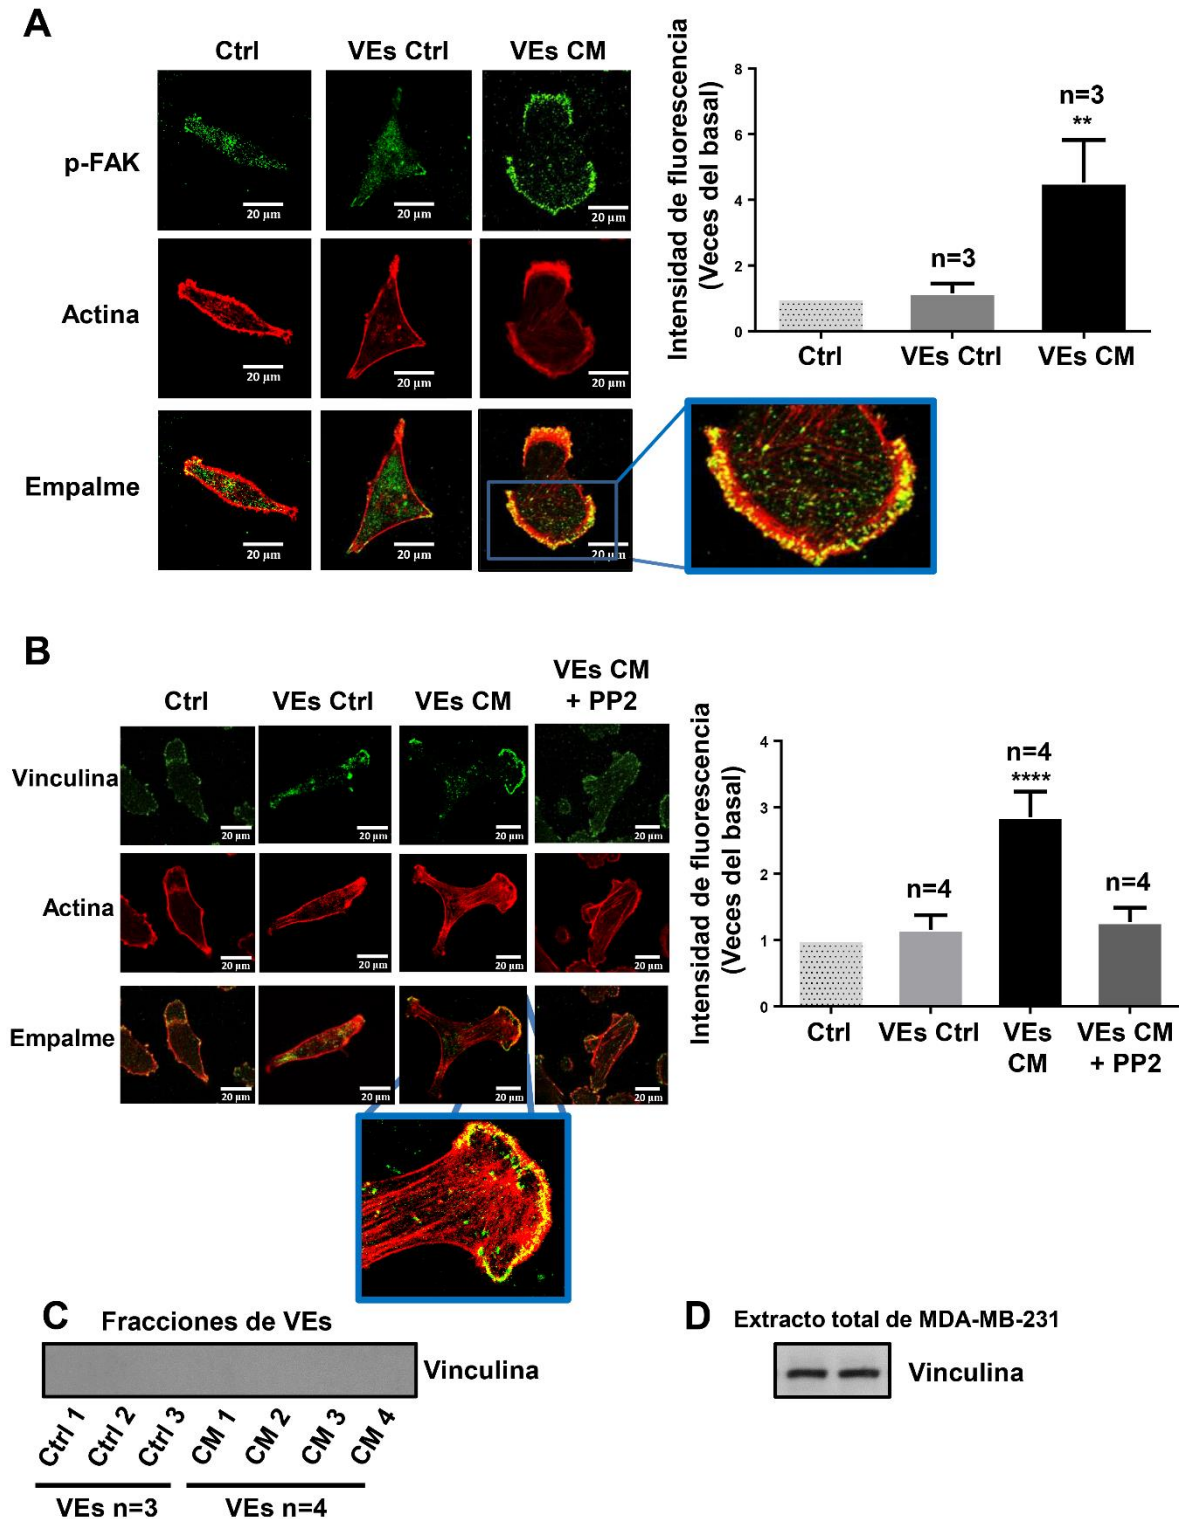 A
Ctrl
VEs Ctrl
VEs CM
p-FAK
20 µm
20 µm
20 µm
Actina
20 µm
20 µm
20 µm
Empalme
20 µm
20 µm
20 µm
Intensidad de fluorescencia
(Veces del basal)
8
6
4
2
0
n=3
n=3
**
Ctrl
VEs Ctrl
VEs CM
B
Ctrl
VEs Ctrl
VEs CM
VEs CM
+ PP2
Vinculina
20 µm
20 µm
20 µm
20 µm
Actina
20 µm
20 µm
20 µm
20 µm
Empalme
20 µm
20 µm
20 µm
20 µm
Intensidad de fluorescencia
(Veces del basal)
4
3
2
1
0
n=4
n=4
****
n=4
Ctrl
VEs Ctrl
VEs
CM
VEs CM
+ PP2
C
Fracciones de VEs
Vinculina
Ctrl 1
Ctrl 2
Ctrl 3
CM 1
CM 2
CM 3
CM 4
VEs n=3
VEs n=4
D
Extracto total de MDA-MB-231
Vinculina